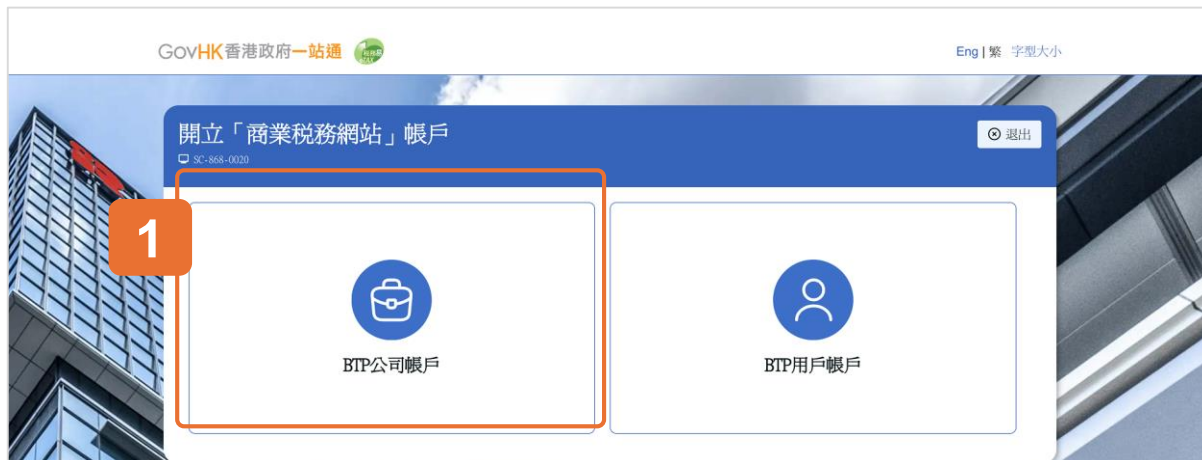 GovHK香港政府一站通
Eng | 繁 字型大小
開立「商業稅務網站」帳戶
退出
SC-868-0020
1
BTP公司帳戶
BTP用戶帳戶